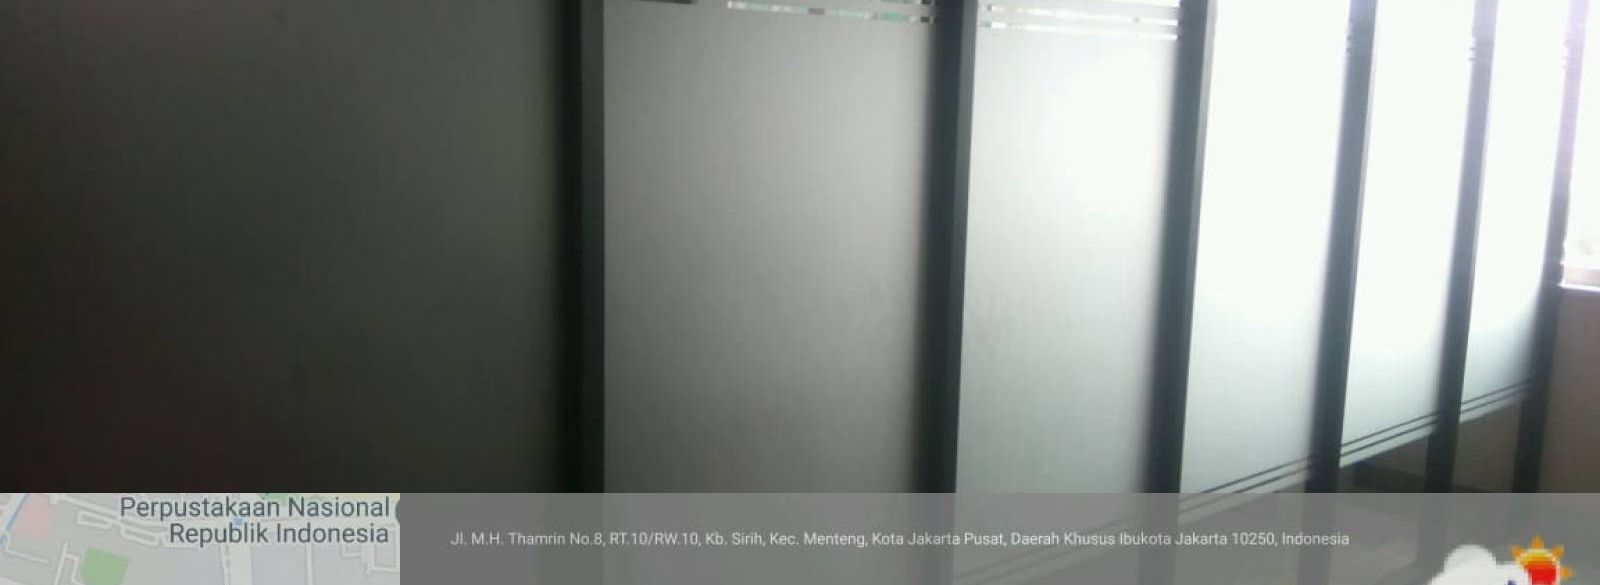 Perpustakaan Nasional
Republik Indonesia
Jl. M.H. Thamrin No.8, RT.10/RW.10, Kb. Sirih, Kec. Menteng, Kota Jakarta Pusat, Daerah Khusus Ibukota Jakarta 10250, Indonesia